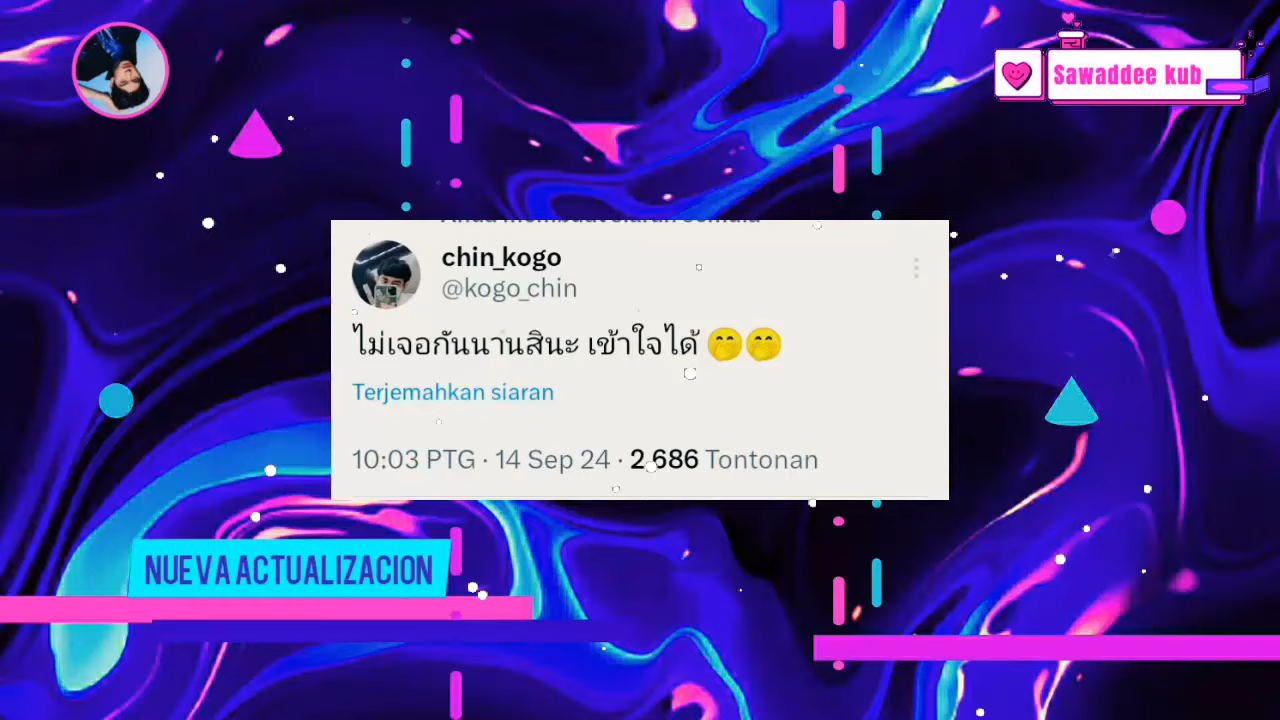 Sawaddee kub
chin_kogo
@kogo_chin
ไม่เจอกันนานสินะ เข้าใจได้ 🤭🤭
Terjemahkan siaran
10:03 PTG · 14 Sep 24 · 2,686 Tontonan
NUEVA ACTUALIZACION